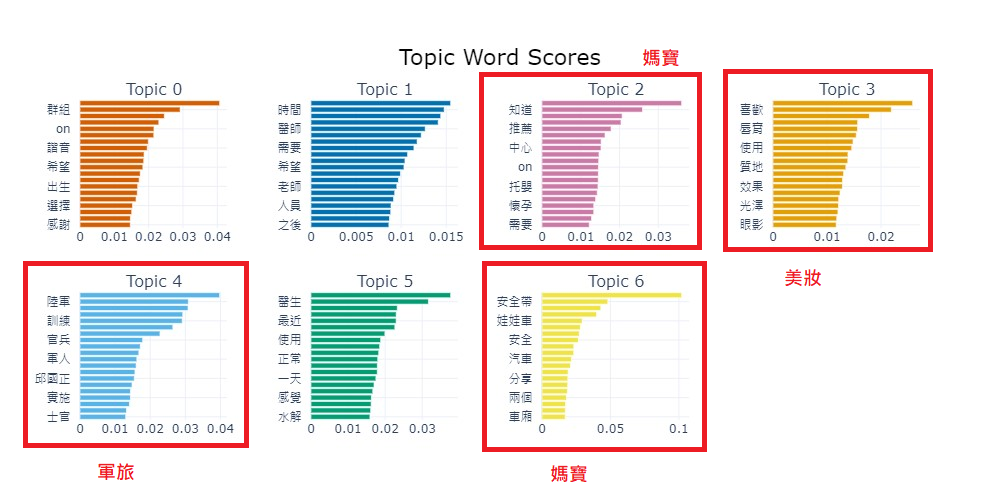 Topic Word Scores
媽寶
Topic 0
群組
on
諧音
希望
出生
選擇
感謝
0 0.01 0.02 0.03 0.04
Topic 1
時間
醫師
需要
希望
老師
人員
之後
0 0.005 0.01 0.015
Topic 2
知道
推薦
中心
on
托嬰
懷孕
需要
0 0.01 0.02 0.03
Topic 3
喜歡
唇膏
使用
質地
效果
光澤
眼影
0 0.01 0.02
美妝
Topic 4
陸軍
訓練
官兵
軍人
邱國正
實施
士官
0 0.01 0.02 0.03 0.04
軍旅
Topic 5
醫生
最近
使用
正常
一天
感覺
水解
0 0.01 0.02 0.03
Topic 6
安全帶
娃娃車
安全
汽車
分享
兩個
車廂
0 0.05 0.1
媽寶